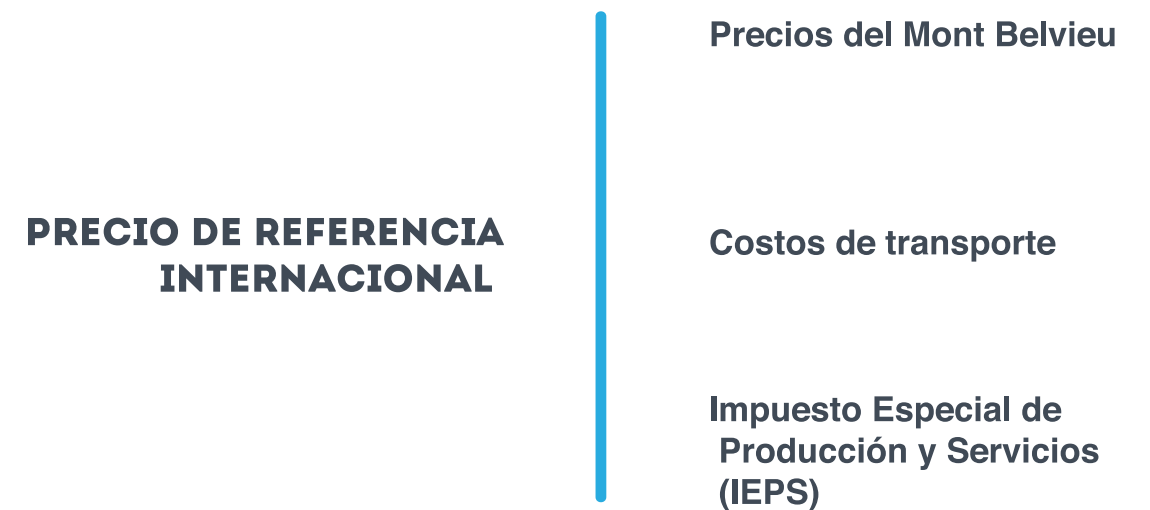 PRECIO DE REFERENCIA
INTERNACIONAL
Precios del Mont Belvieu
Costos de transporte
Impuesto Especial de
Producción y Servicios
(IEPS)